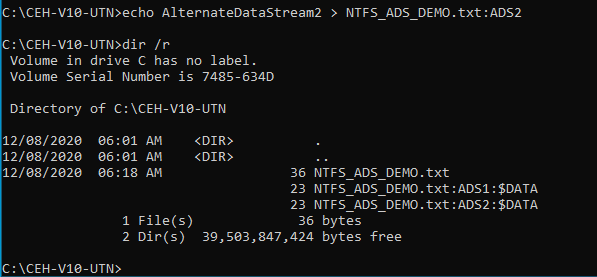 C:\CEH-V10-UTN>echo AlternateDataStream2 > NTFS_ADS_DEMO.txt:ADS2
C:\CEH-V10-UTN>dir /r
Volume in drive C has no label.
Volume Serial Number is 7485-634D
Directory of C:\CEH-V10-UTN
12/08/2020  06:01 AM    <DIR>          .
12/08/2020  06:01 AM    <DIR>          ..
12/08/2020  06:18 AM                36 NTFS_ADS_DEMO.txt
23 NTFS_ADS_DEMO.txt:ADS1:$DATA
23 NTFS_ADS_DEMO.txt:ADS2:$DATA
1 File(s)             36 bytes
2 Dir(s)  39,503,847,424 bytes free
C:\CEH-V10-UTN>